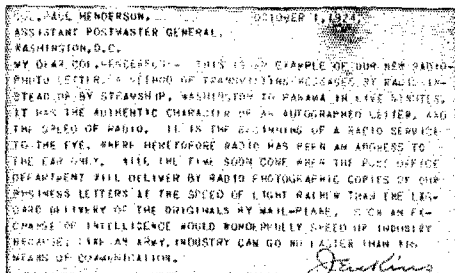 COL. PAUL HENDERSON, OCTOBER 1, 1924
ASSISTANT POSTMASTER GENERAL,
WASHINGTON, D.C.
MY DEAR COL. HENDERSON:- THIS IS AN EXAMPLE OF OUR NEW RADIO-
PHOTO LETTER, A METHOD OF TRANSMITTING MESSAGES BY RADIO IN-
STEAD OF BY STEAMSHIP, WASHINGTON TO PANAMA IN FIVE MINUTES.
IT HAS THE AUTHENTIC CHARACTER OF AN AUTOGRAPHED LETTER, AND
THE SPEED OF RADIO. IT IS THE BEGINNING OF A RADIO SERVICE
TO THE EYE, WHERE HERETOFORE RADIO HAS BEEN AN ADDRESS TO
THE EAR ONLY. WILL THE TIME SOON COME WHEN THE POST OFFICE
DEPARTMENT WILL DELIVER BY RADIO PHOTOGRAPHIC COPIES OF OUR
BUSINESS LETTERS AT THE SPEED OF LIGHT RATHER THAN THE LAG-
GARD DELIVERY OF THE ORIGINALS BY MAIL-PLANE. SUCH AN EX-
CHANGE OF INTELLIGENCE WOULD WONDERFULLY SPEED UP INDUSTRY
BECAUSE, LIKE AN ARMY, INDUSTRY CAN GO NO FASTER THAN ITS
MEANS OF COMMUNICATION.
Jenkins